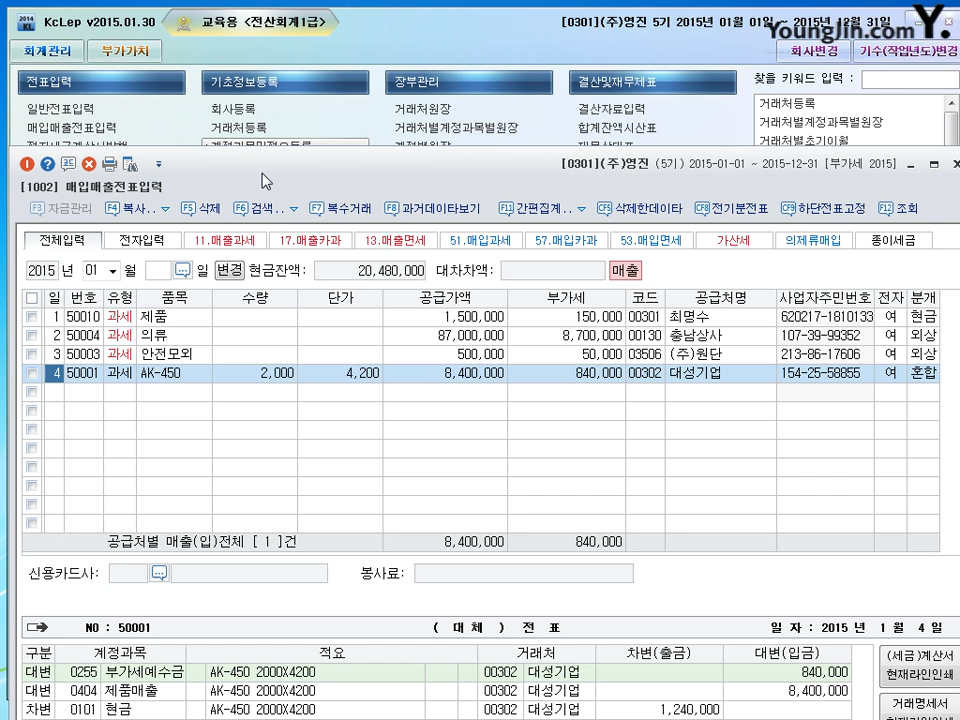 2014 KL KcLep v2015.01.30 교육용 <전산회계1급> [0301](주)영진 5기 2015년 01월 01일 ~ 2015년 12월 31일
YoungJin.com Y.
회계관리 부가가치 회사변경 기수(작업년도)변경
전표입력 기초정보등록 장부관리 결산및재무제표 찾을 키워드 입력 :
일반전표입력 회사등록 거래처원장 결산자료입력 거래처등록
매입매출전표입력 거래처등록 거래처별계정과목별원장 합계잔액시산표 거래처별계정과목별원장
거래처별초기이월
[0301](주)영진 (5기) 2015-01-01 ~ 2015-12-31 [부가세 2015]
[1002] 매입매출전표입력
F3 자금관리 F4 복사.. F5 삭제 F6 검색.. F7 복수거래 F8 과거데이타보기 F11 간편집계.. CF5 삭제한데이타 CF8 전기분전표 CF9 하단전표고정 F12 조회
전체입력 전자입력 11.매출과세 17.매출카과 13.매출면세 51.매입과세 57.매입카과 53.매입면세 가산세 의제류매입 종이세금
2015 년 01 월 일 변경 현금잔액: 20,480,000 대차차액: 매출
일 번호 유형 품목 수량 단가 공급가액 부가세 코드 공급처명 사업자주민번호 전자 분개
1 50010 과세 제품 1,500,000 150,000 00301 최명수 620217-1810133 여 현금
2 50004 과세 의류 87,000,000 8,700,000 00130 충남상사 107-39-99352 여 외상
3 50003 과세 안전모외 500,000 50,000 03506 (주)원단 213-86-17606 여 외상
4 50001 과세 AK-450 2,000 4,200 8,400,000 840,000 00302 대성기업 154-25-58855 여 혼합
공급처별 매출(입)전체 [ 1 ]건 8,400,000 840,000
신용카드사: 봉사료:
NO : 50001 ( 대 체 ) 전 표 일 자 : 2015 년 1 월 4 일
구분 계정과목 적요 거래처 차변(출금) 대변(입금) (세금)계산서
대변 0255 부가세예수금 AK-450 2000X4200 00302 대성기업 840,000 현재라인인쇄
대변 0404 제품매출 AK-450 2000X4200 00302 대성기업 8,400,000
차변 0101 현금 AK-450 2000X4200 00302 대성기업 1,240,000 거래명세서